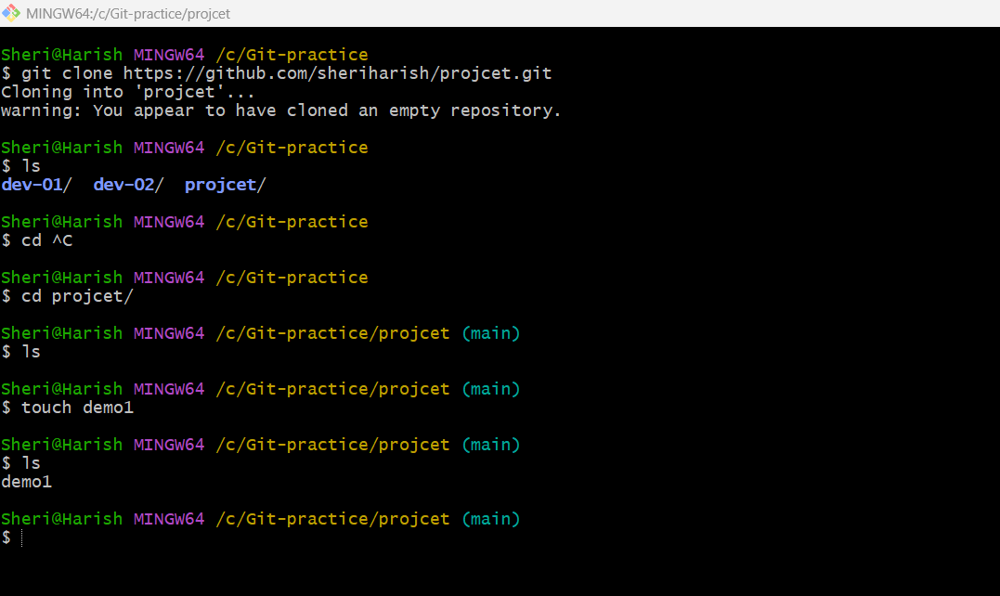 MINGW64:/c/Git-practice/projcet
Sheri@Harish MINGW64 /c/Git-practice
$ git clone https://github.com/sheriharish/projcet.git
Cloning into 'projcet'...
warning: You appear to have cloned an empty repository.
Sheri@Harish MINGW64 /c/Git-practice
$ ls
dev-01/  dev-02/  projcet/
Sheri@Harish MINGW64 /c/Git-practice
$ cd ^C
Sheri@Harish MINGW64 /c/Git-practice
$ cd projcet/
Sheri@Harish MINGW64 /c/Git-practice/projcet (main)
$ ls
Sheri@Harish MINGW64 /c/Git-practice/projcet (main)
$ touch demo1
Sheri@Harish MINGW64 /c/Git-practice/projcet (main)
$ ls
demo1
Sheri@Harish MINGW64 /c/Git-practice/projcet (main)
$